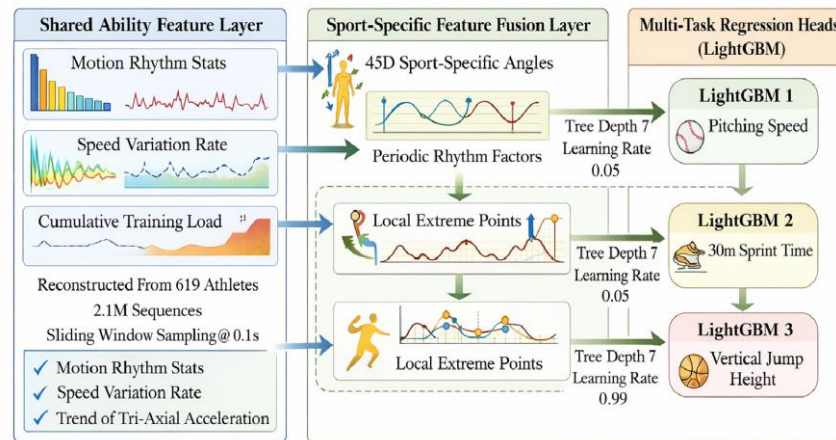 Shared Ability Feature Layer
Motion Rhythm Stats
Speed Variation Rate
Cumulative Training Load
Reconstructed From 619 Athletes
2.1M Sequences
Sliding Window Sampling@ 0.1s
✓ Motion Rhythm Stats
✓ Speed Variation Rate
✓ Trend of Tri-Axial Acceleration
Sport-Specific Feature Fusion Layer
45D Sport-Specific Angles
Periodic Rhythm Factors
Local Extreme Points
Local Extreme Points
Tree Depth 7
Learning Rate
0.05
Tree Depth 7
Learning Rate
0.05
Tree Depth 7
Learning Rate
0.99
Multi-Task Regression Heads
(LightGBM)
LightGBM 1
Pitching Speed
LightGBM 2
30m Sprint Time
LightGBM 3
Vertical Jump
Height